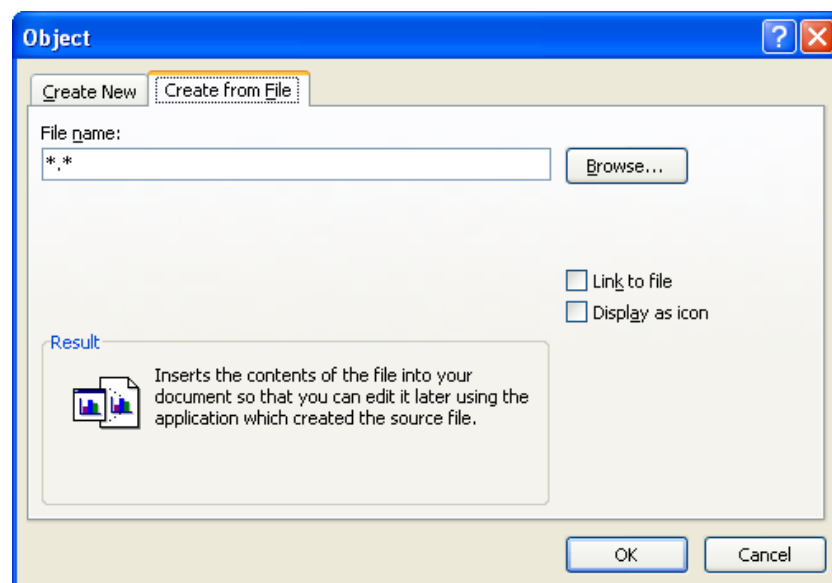 Object
Create New
Create from File
File name:
*.*
Browse...
Link to file
Display as icon
Result
Inserts the contents of the file into your
document so that you can edit it later using the
application which created the source file.
OK
Cancel